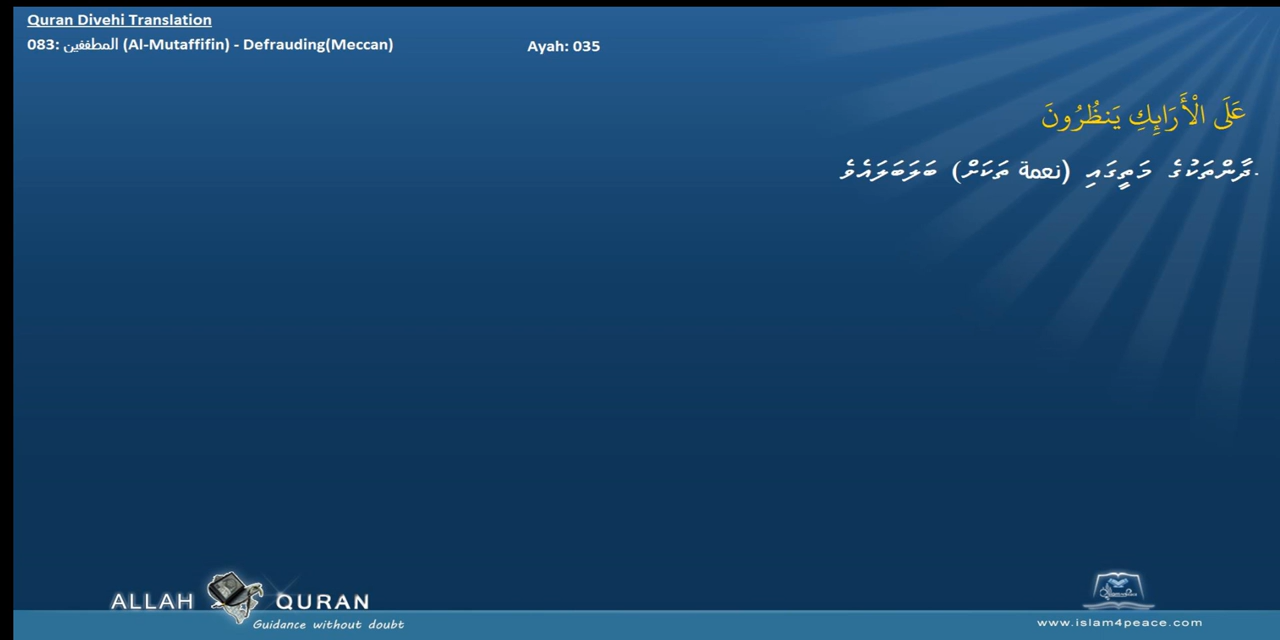 Quran Divehi Translation
083: المطففين (Al-Mutaffifin) - Defrauding(Meccan)
Ayah: 035
عَلَى الْأَرَائِكِ يَنظُرُونَ
ދާންތަކުގެ މަތީގައި (نعمة ތަކަށް) ބަލަބަލައެވެ.
ALLAH QURAN
Guidance without doubt
www.islam4peace.com